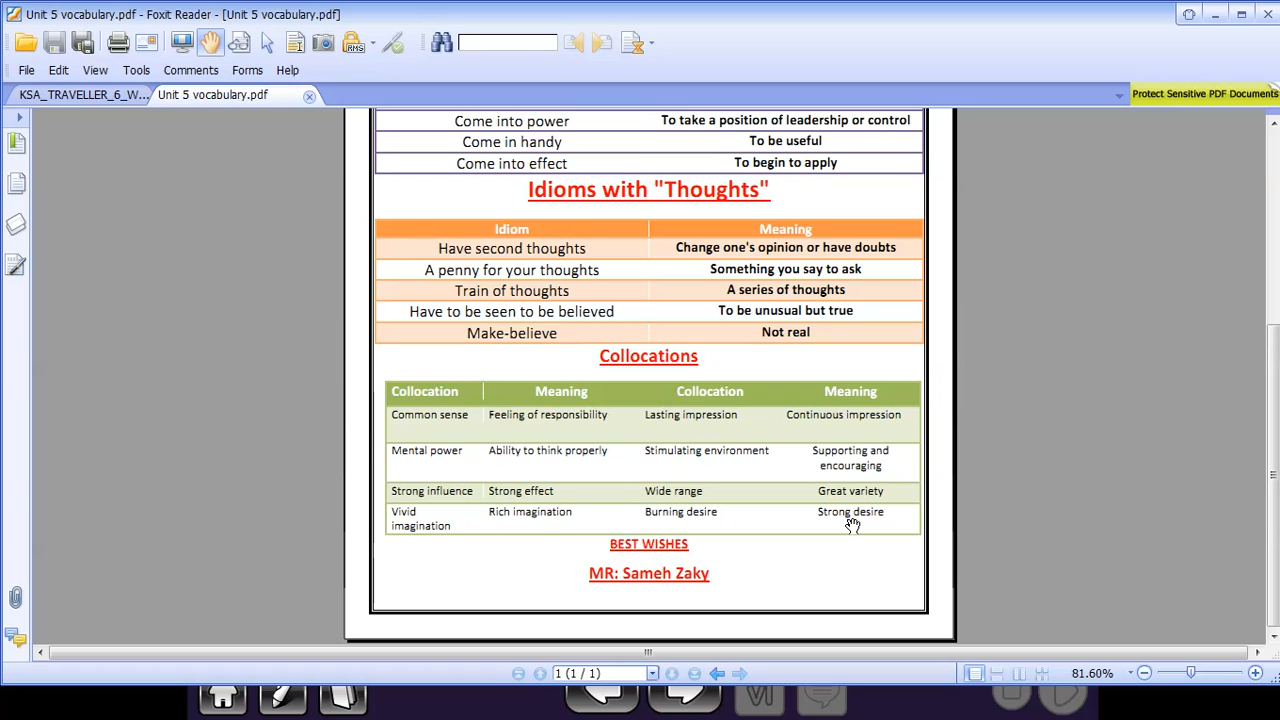 Unit 5 vocabulary.pdf - Foxit Reader - [Unit 5 vocabulary.pdf]
RMS
File Edit View Tools Comments Forms Help
KSA_TRAVELLER_6_W... Unit 5 vocabulary.pdf Protect Sensitive PDF Documents
Come into power To take a position of leadership or control
Come in handy To be useful
Come into effect To begin to apply
Idioms with "Thoughts"
Idiom Meaning
Have second thoughts Change one's opinion or have doubts
A penny for your thoughts Something you say to ask
Train of thoughts A series of thoughts
Have to be seen to be believed To be unusual but true
Make-believe Not real
Collocations
Collocation Meaning Collocation Meaning
Common sense Feeling of responsibility Lasting impression Continuous impression
Mental power Ability to think properly Stimulating environment Supporting and
encouraging
Strong influence Strong effect Wide range Great variety
Vivid Rich imagination Burning desire Strong desire
imagination
BEST WISHES
MR: Sameh Zaky
1 (1 / 1) 81.60%